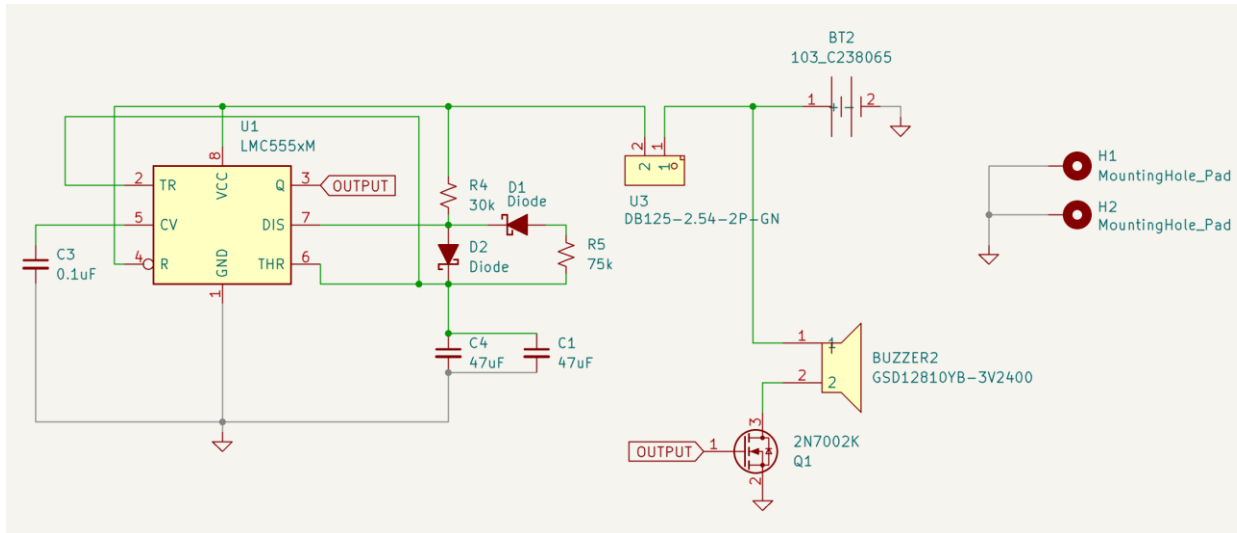 BT2
103_C238065
1
+
-
2
U1
LMC555xM
8
VCC
2
TR
Q
3
OUTPUT
5
CV
DIS
7
4
R
GND
THR
6
1
C3
0.1uF
R4
30k
D1
Diode
D2
Diode
R5
75k
C4
47uF
C1
47uF
2
1
2
1
U3
DB125-2.54-2P-GN
H1
MountingHole_Pad
H2
MountingHole_Pad
1
1
+
2
2
BUZZER2
GSD12810YB-3V2400
OUTPUT
1
3
2
2N7002K
Q1